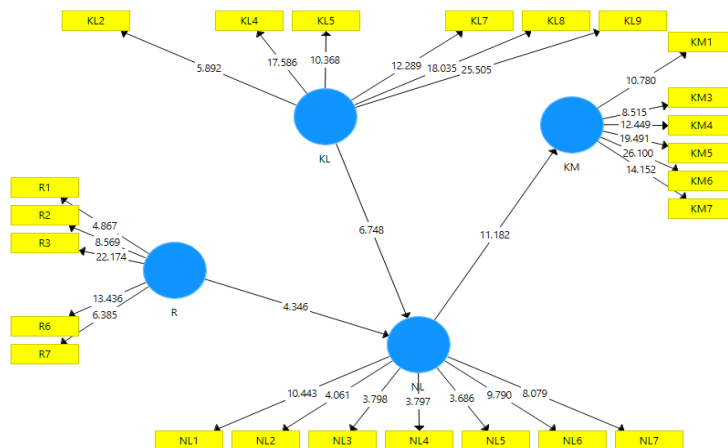 KL2
KL4
KL5
KL7
KL8
KL9
KM1
5.892
17.586
10.368
12.289
18.035
25.505
10.780
KM3
8.515
KM4
12.449
19.491
KM5
KL
KM
26.100
KM6
14.152
KM7
R1
R2
4.867
R3
8.569
22.174
6.748
11.182
13.436
4.346
R
R6
6.385
R7
NL
10.443
4.061
3.798
3.797
3.686
9.790
8.079
NL1
NL2
NL3
NL4
NL5
NL6
NL7